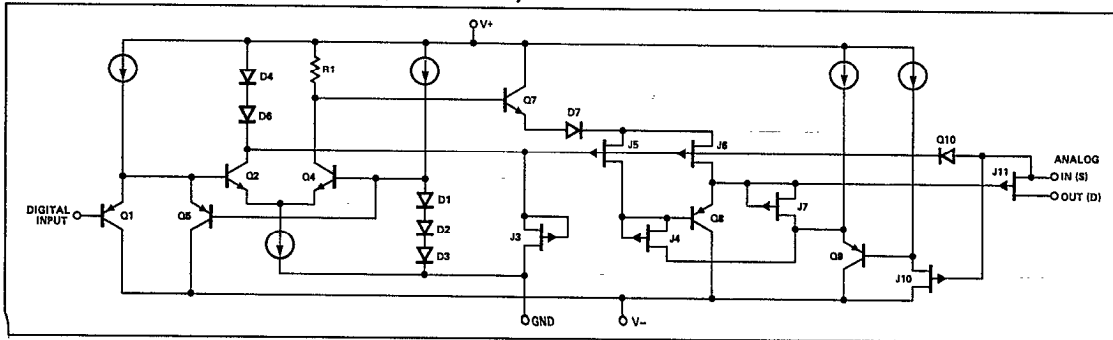 V+
D4
R1
D6
Q7
D7
J5
J6
Q10
ANALOG
IN (S)
J11
OUT (D)
Q2
Q4
DIGITAL
INPUT
Q1
Q5
D1
D2
D3
J3
J4
Q8
J7
Q9
J10
GND
V−